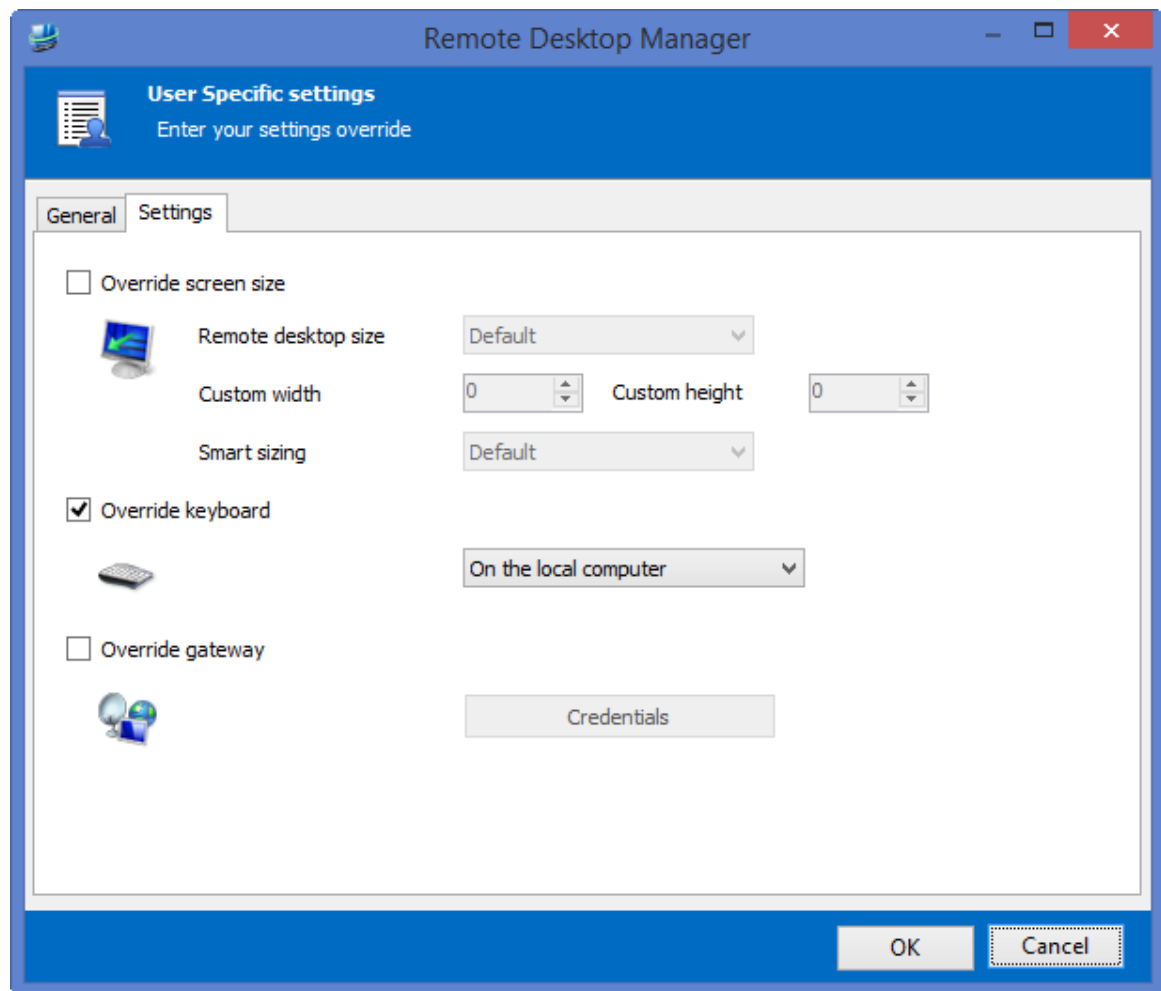 Remote Desktop Manager
User Specific settings
Enter your settings override
General Settings
Override screen size
Remote desktop size Default
Custom width 0 Custom height 0
Smart sizing Default
Override keyboard
On the local computer
Override gateway
Credentials
OK Cancel